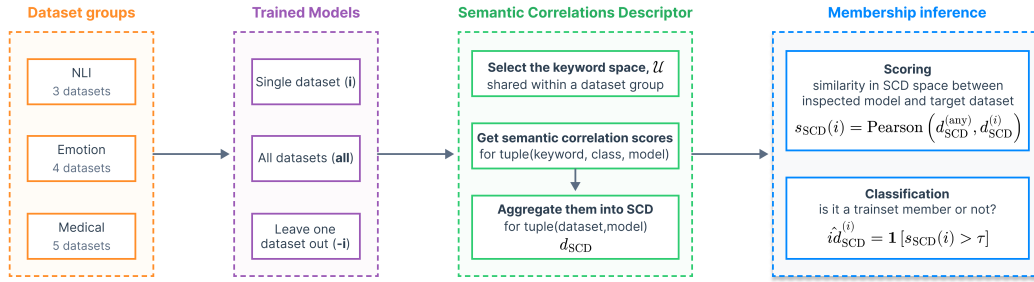 Dataset groups
NLI
3 datasets
Emotion
4 datasets
Medical
5 datasets
Trained Models
Single dataset (i)
All datasets (all)
Leave one
dataset out (-i)
Semantic Correlations Descriptor
Select the keyword space, 𝒰
shared within a dataset group
Get semantic correlation scores
for tuple(keyword, class, model)
Aggregate them into SCD
for tuple(dataset,model)
d_SCD
Membership inference
Scoring
similarity in SCD space between
inspected model and target dataset
s_SCD(i) = Pearson (d_SCD^(any), d_SCD^(i))
Classification
is it a trainset member or not?
îd_SCD^(i) = 1 [s_SCD(i) > τ]